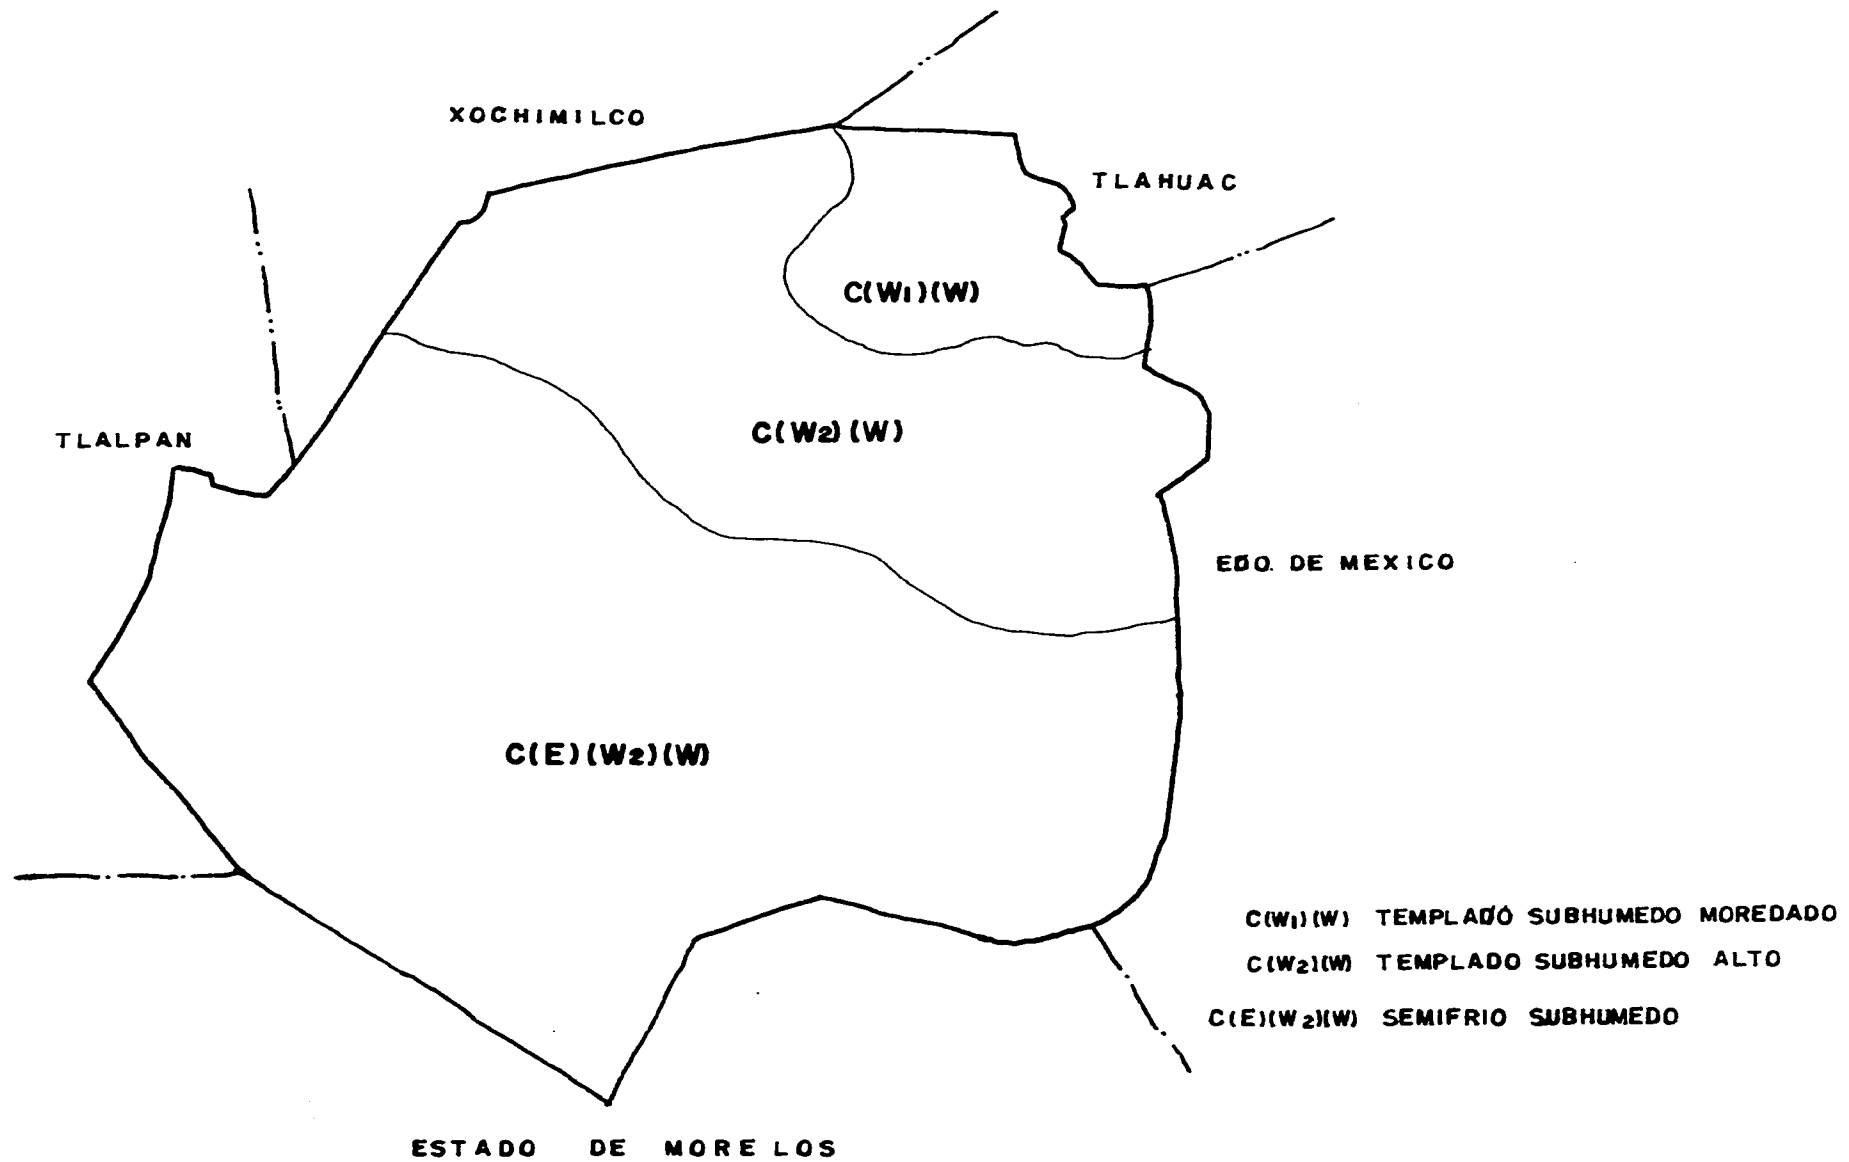 XOCHIMILCO
TLAHUAC
C(W1)(W)
C(W2)(W)
TLALPAN
EDO. DE MEXICO
C(E)(W2)(W)
C(W1)(W) TEMPLADO SUBHUMEDO MOREDADO
C(W2)(W) TEMPLADO SUBHUMEDO ALTO
C(E)(W2)(W) SEMIFRIO SUBHUMEDO
ESTADO DE MORELOS